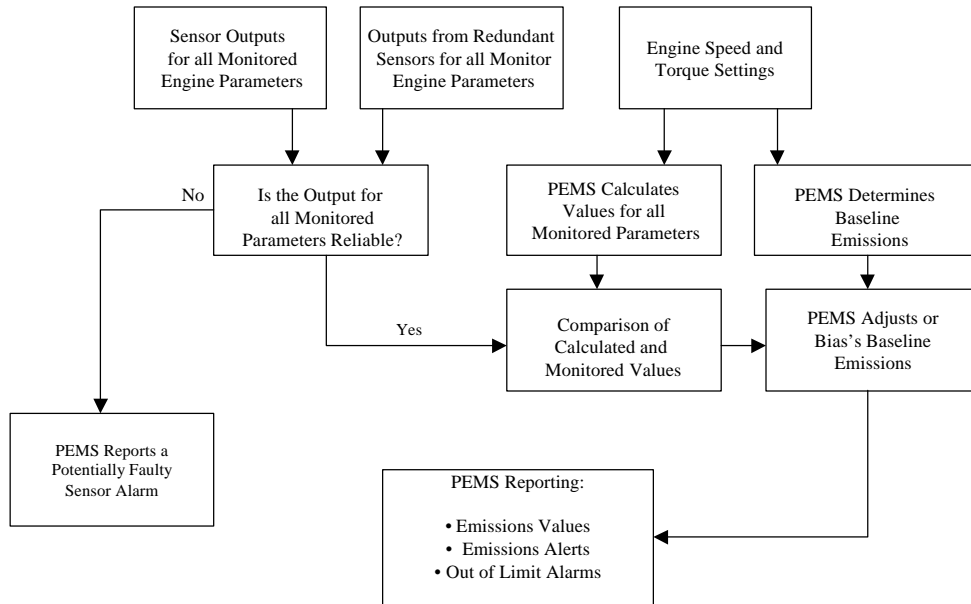 Sensor Outputs
for all Monitored
Engine Parameters
Outputs from Redundant
Sensors for all Monitor
Engine Parameters
Engine Speed and
Torque Settings
No
Is the Output for
all Monitored
Parameters Reliable?
PEMS Calculates
Values for all
Monitored Parameters
PEMS Determines
Baseline
Emissions
Yes
Comparison of
Calculated and
Monitored Values
PEMS Adjusts or
Bias's Baseline
Emissions
PEMS Reports a
Potentially Faulty
Sensor Alarm
PEMS Reporting:
• Emissions Values
• Emissions Alerts
• Out of Limit Alarms